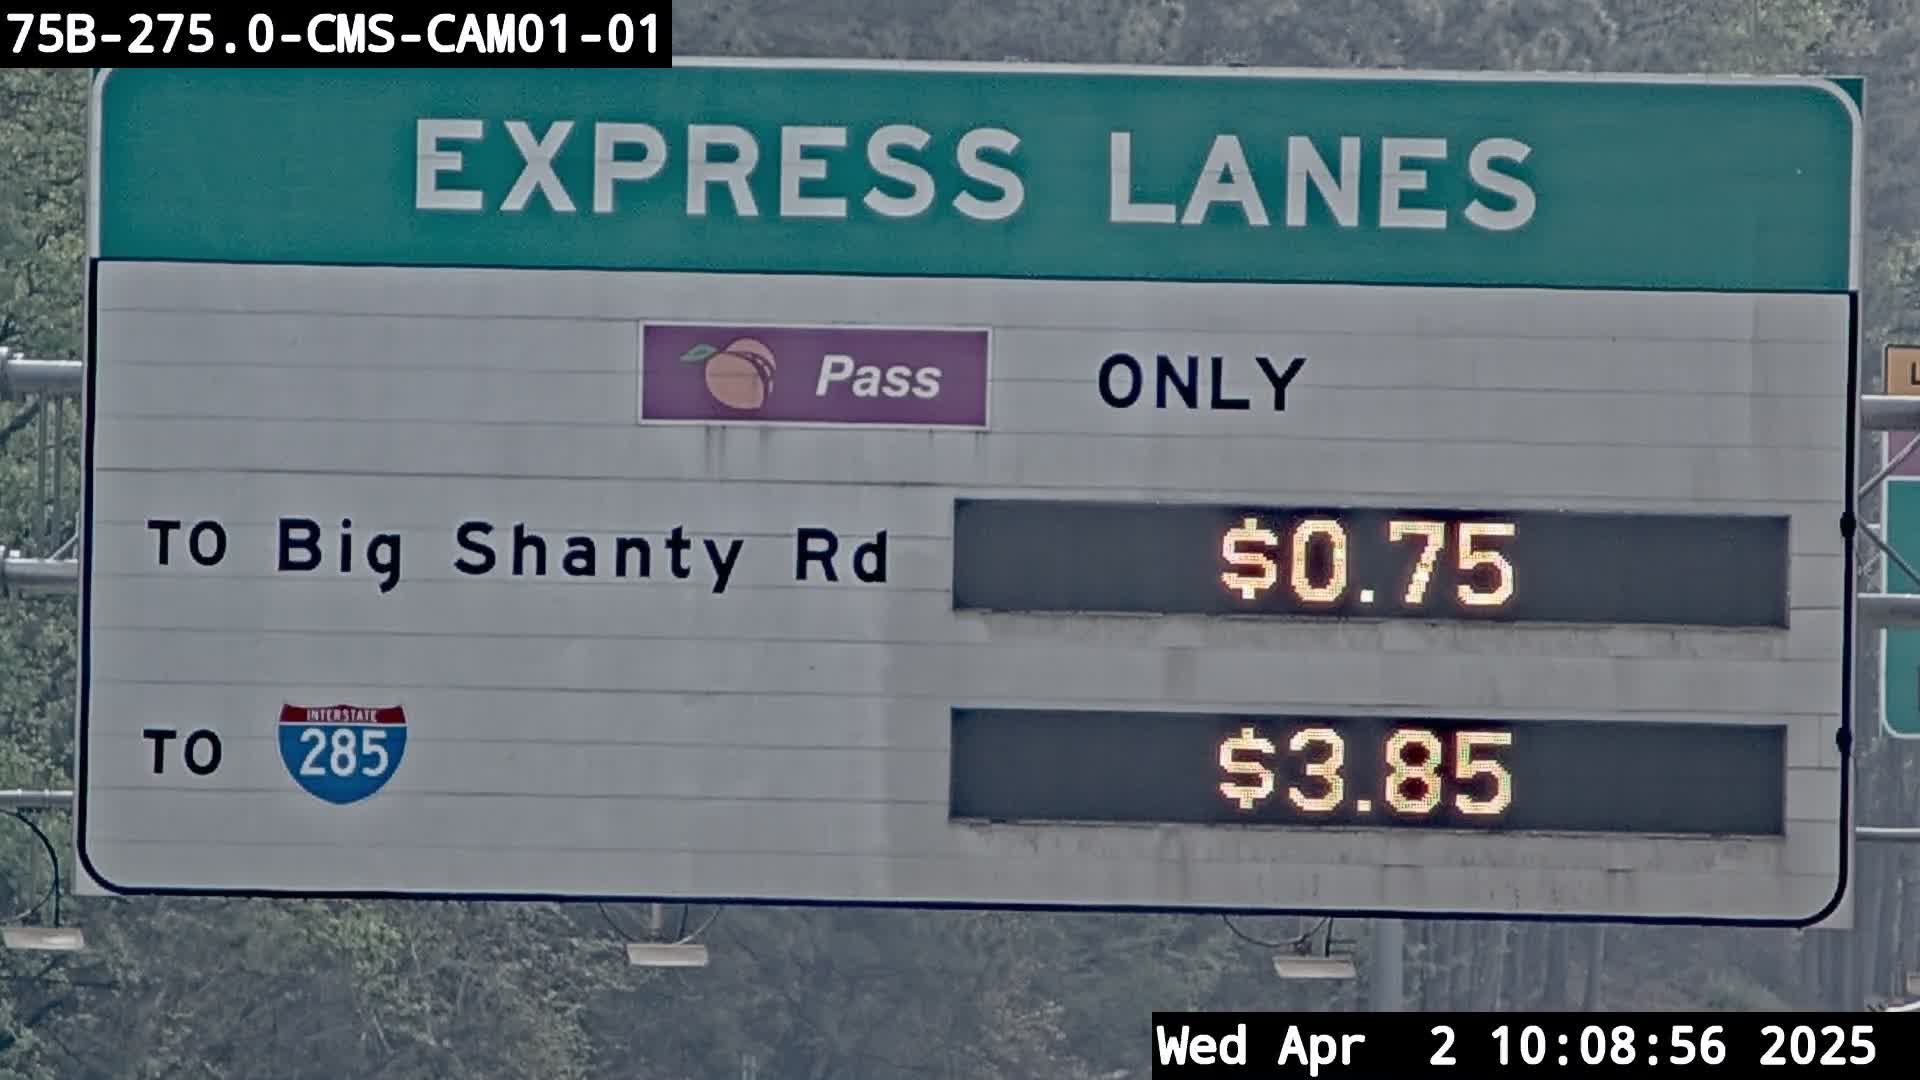 75B-275.0-CMS-CAM01-01
EXPRESS LANES
Pass ONLY
TO Big Shanty Rd $0.75
TO INTERSTATE 285 $3.85
Wed Apr 2 10:08:56 2025